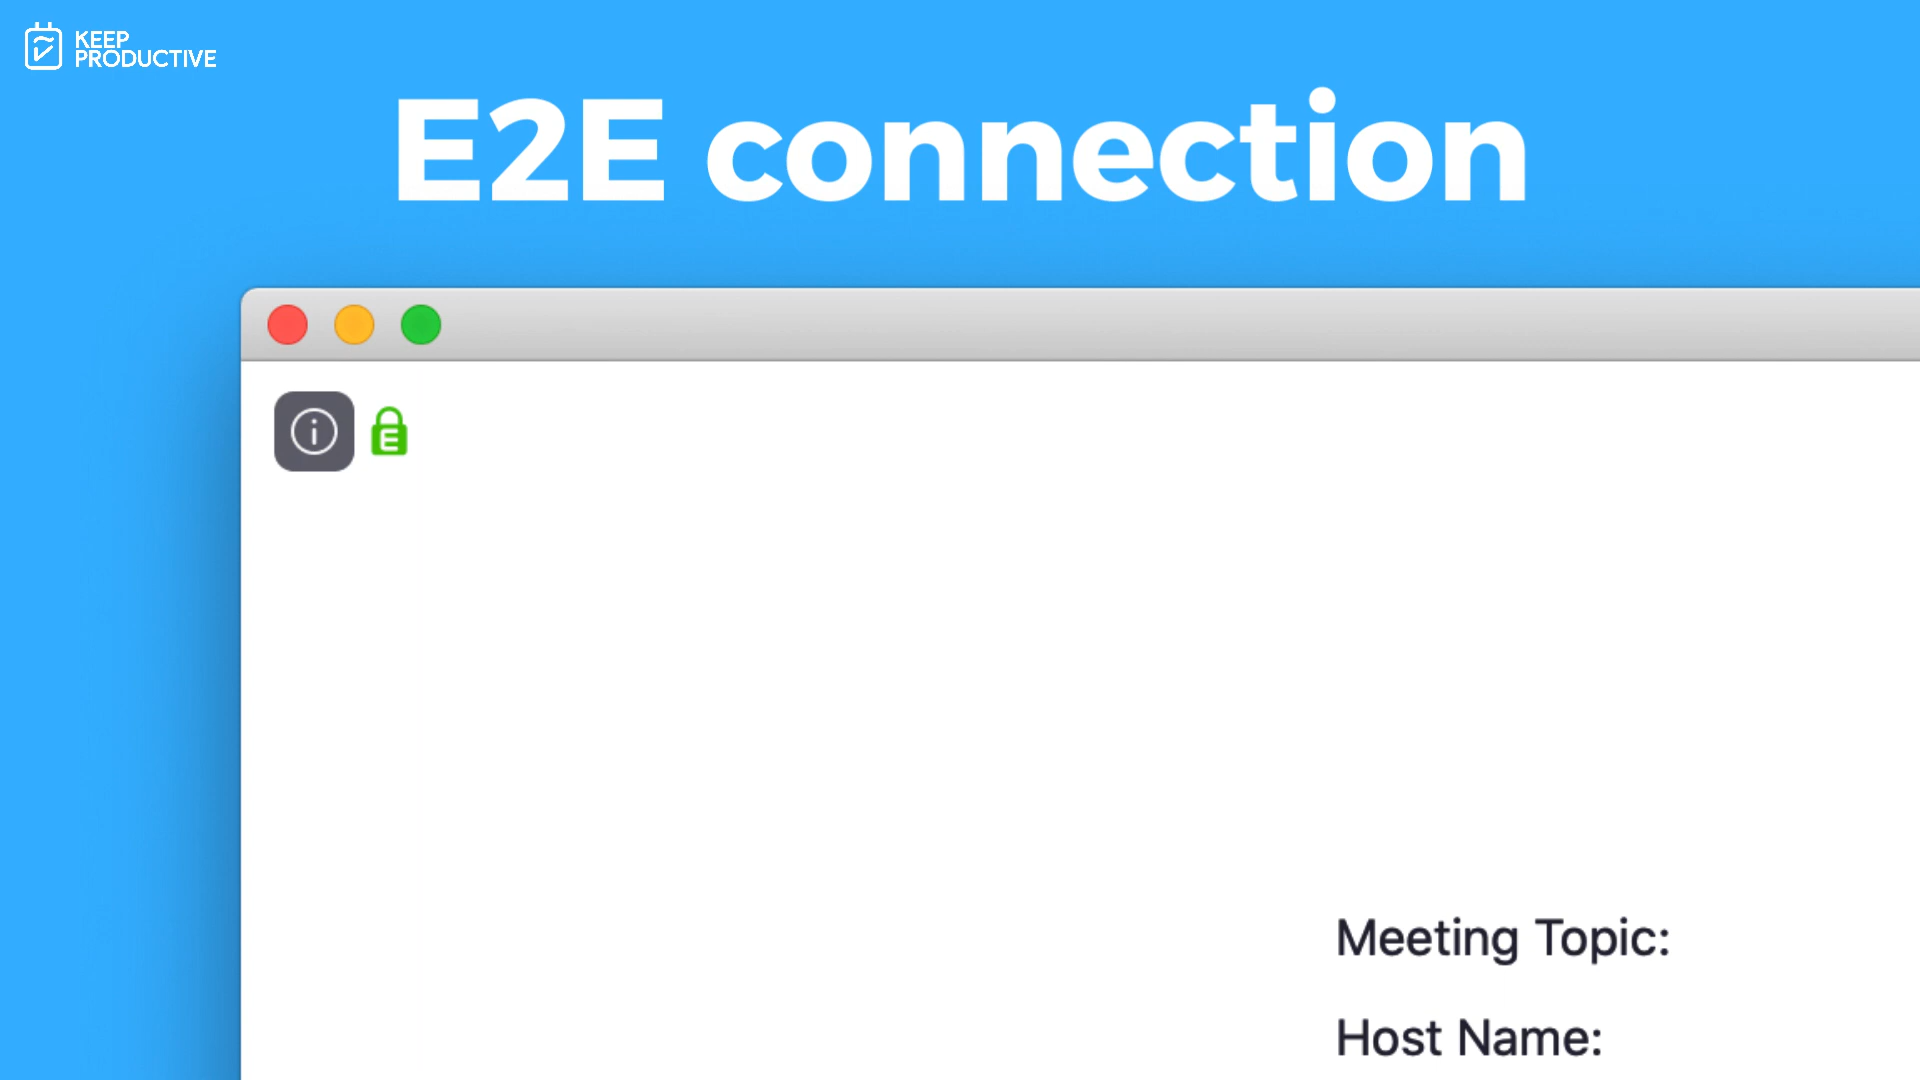 KEEP
PRODUCTIVE
E2E connection
E
Meeting Topic:
Host Name: